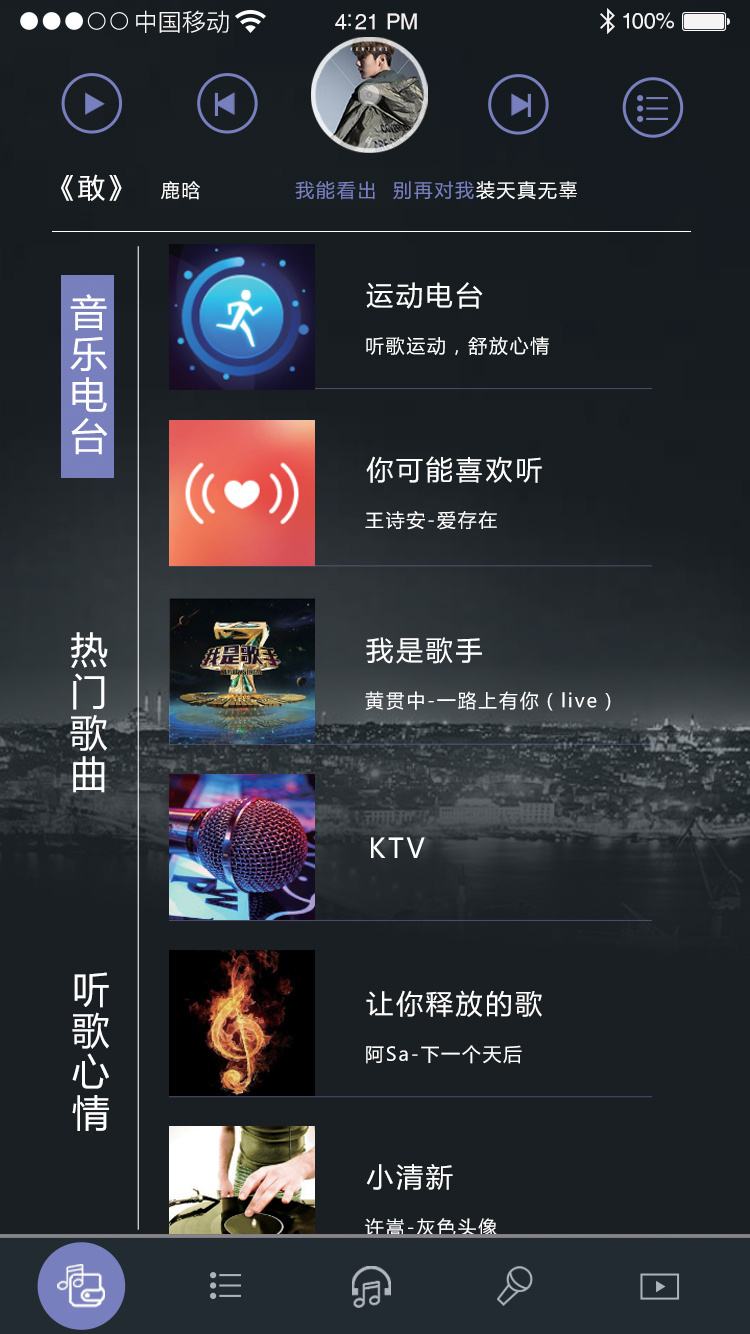 中国移动
4:21 PM
100%
《敢》
鹿晗
我能看出 别再对我装天真无辜
音乐电台
热门歌曲
听歌心情
运动电台
听歌运动，舒放心情
你可能喜欢听
王诗安-爱存在
我是歌手
我是歌手
黄贯中-一路上有你（live）
KTV
让你释放的歌
阿Sa-下一个天后
小清新
许嵩-灰色头像